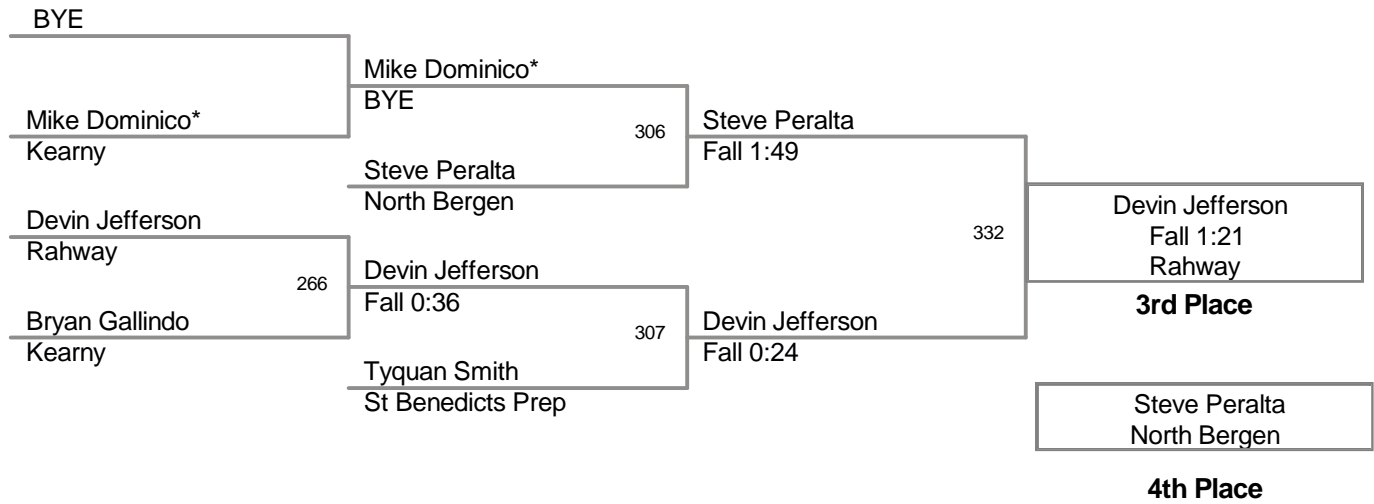 BYE
Mike Dominico*
Kearny
Devin Jefferson
Rahway
266
Bryan Gallindo
Kearny
Mike Dominico*
BYE
306
Steve Peralta
North Bergen
Devin Jefferson
Fall 0:36
307
Tyquan Smith
St Benedicts Prep
Steve Peralta
Fall 1:49
332
Devin Jefferson
Fall 0:24
Devin Jefferson
Fall 1:21
Rahway
3rd Place
Steve Peralta
North Bergen
4th Place